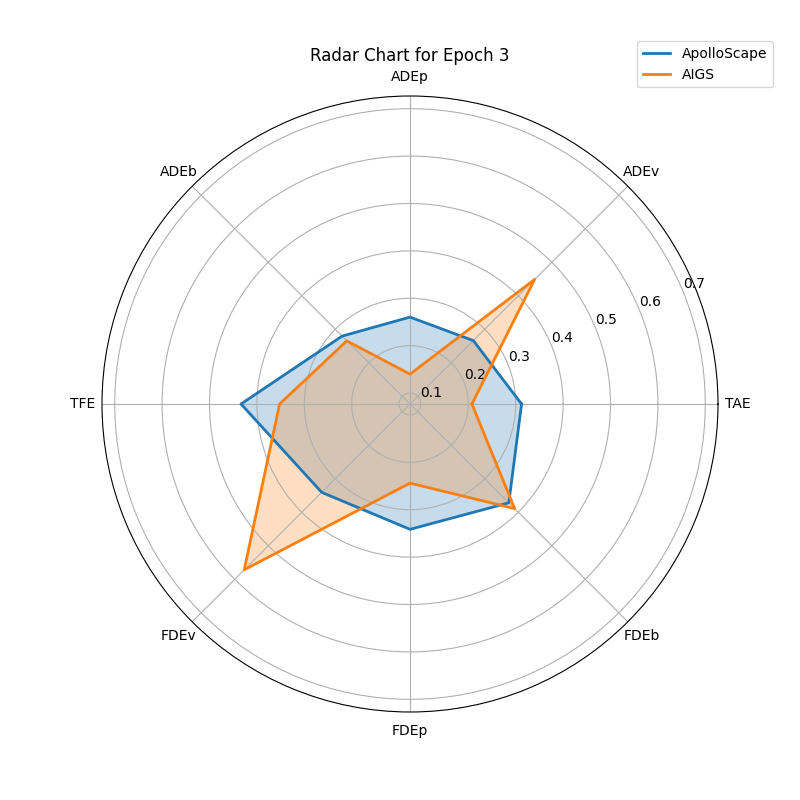 Radar Chart for Epoch 3
ApolloScape
AIGS
ADEp
ADEb
ADEv
0.7
0.6
0.5
0.4
0.3
0.2
0.1
TFE
TAE
FDEv
FDEb
FDEp